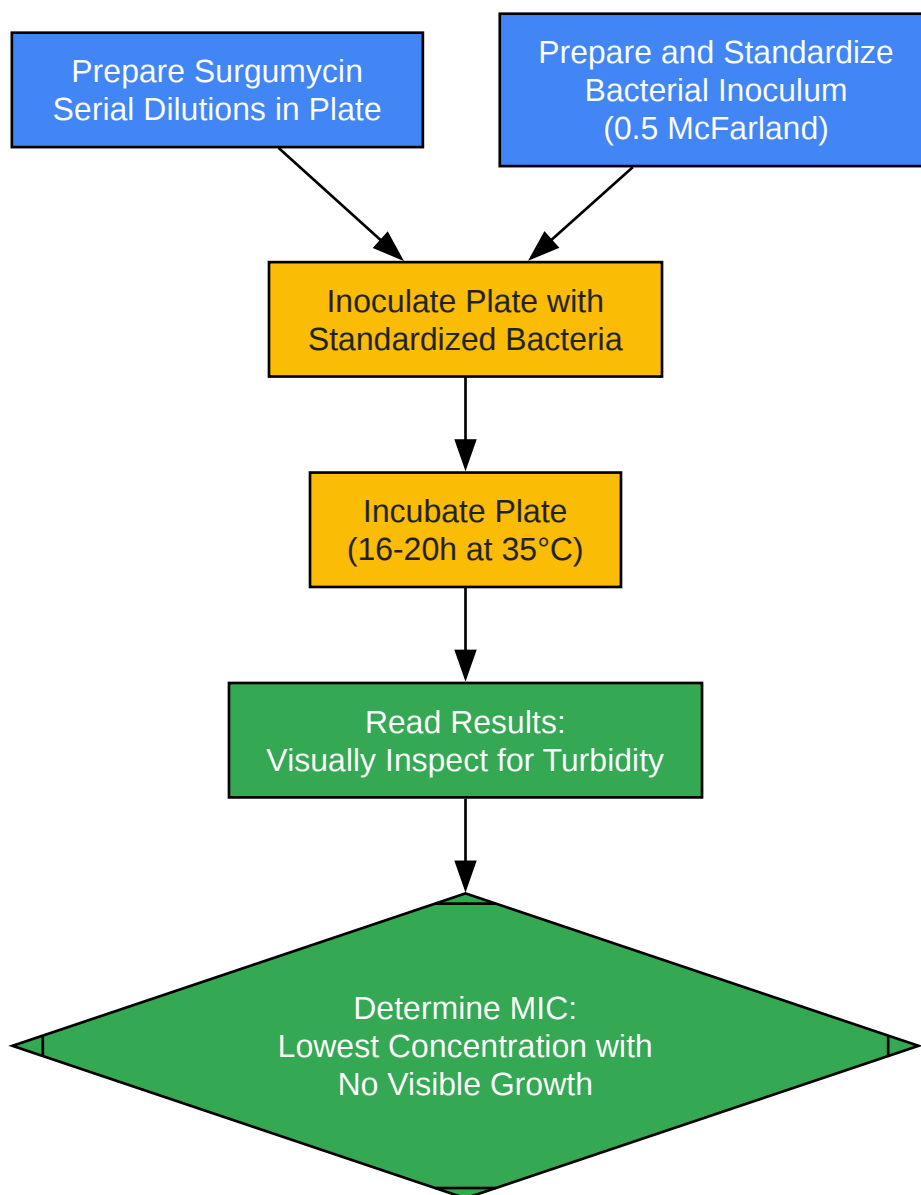 Prepare Surgumycin
Serial Dilutions in Plate
Prepare and Standardize
Bacterial Inoculum
(0.5 McFarland)
Inoculate Plate with
Standardized Bacteria
Incubate Plate
(16-20h at 35°C)
Read Results:
Visually Inspect for Turbidity
Determine MIC:
Lowest Concentration with
No Visible Growth